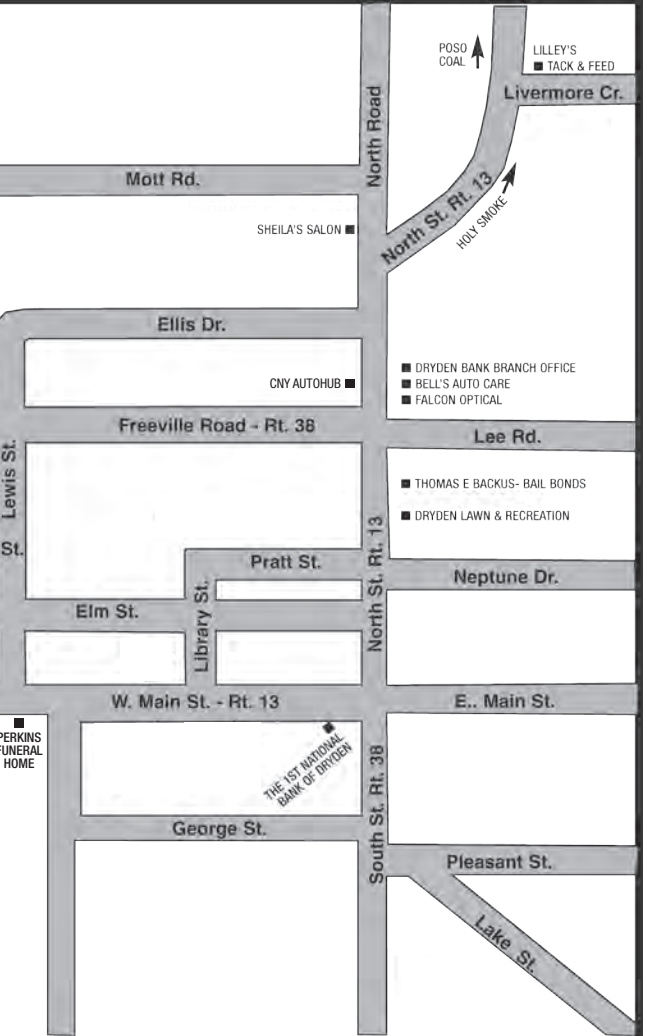 POSO
COAL
LILLEY'S
TACK & FEED
Livermore Cr.
North Road
Mott Rd.
North St. Rt. 13
HOLY SMOKE
SHEILA'S SALON
Ellis Dr.
CNY AUTOHUB
DRYDEN BANK BRANCH OFFICE
BELL'S AUTO CARE
FALCON OPTICAL
Freeville Road - Rt. 38
Lee Rd.
Lewis St.
THOMAS E BACKUS- BAIL BONDS
DRYDEN LAWN & RECREATION
St.
North St. Rt. 13
Pratt St.
Neptune Dr.
Elm St.
Library St.
W. Main St. - Rt. 13
E.. Main St.
PERKINS
FUNERAL
HOME
THE 1ST NATIONAL
BANK OF DRYDEN
South St. Rt. 38
George St.
Pleasant St.
Lake St.